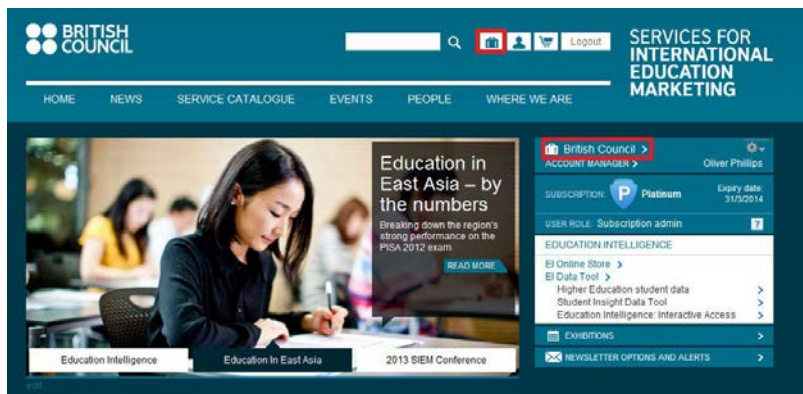 BRITISH
COUNCIL
Logout
SERVICES FOR
INTERNATIONAL
EDUCATION
MARKETING
HOME NEWS SERVICE CATALOGUE EVENTS PEOPLE WHERE WE ARE
Education in
East Asia – by
the numbers
Breaking down the region's
strong performance on the
PISA 2012 exam
READ MORE
Education Intelligence
Education In East Asia
2013 SIEM Conference
edit
British Council >
ACCOUNT MANAGER > Oliver Phillips
SUBSCRIPTION: P Platinum
Expiry date:
31/3/2014
USER ROLE: Subscription admin ?
EDUCATION INTELLIGENCE
EI Online Store >
EI Data Tool >
Higher Education student data >
Student Insight Data Tool >
Education Intelligence: Interactive Access >
EXHIBITIONS >
NEWSLETTER OPTIONS AND ALERTS >